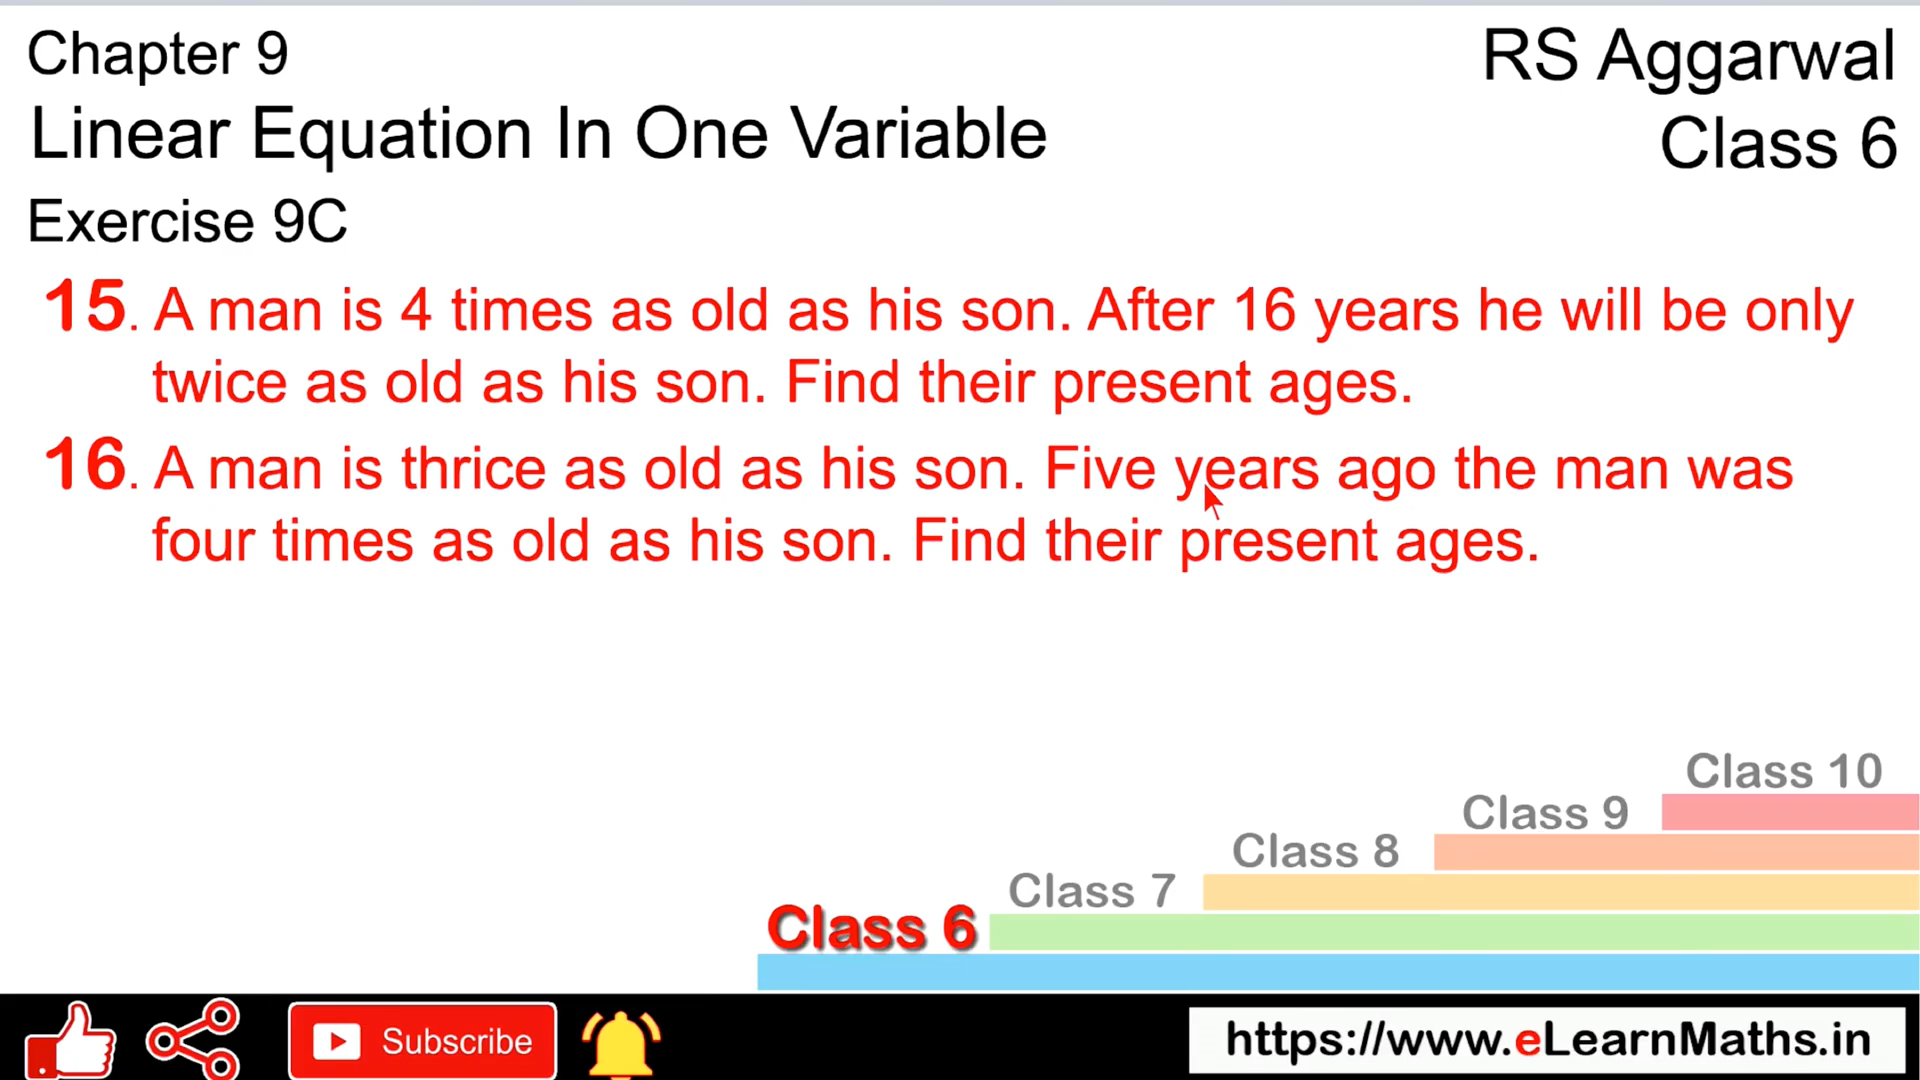 Chapter 9
RS Aggarwal
Linear Equation In One Variable
Class 6
Exercise 9C
15. A man is 4 times as old as his son. After 16 years he will be only
twice as old as his son. Find their present ages.
16. A man is thrice as old as his son. Five years ago the man was
four times as old as his son. Find their present ages.
Class 10
Class 9
Class 8
Class 7
Class 6
Subscribe
https://www.eLearnMaths.in